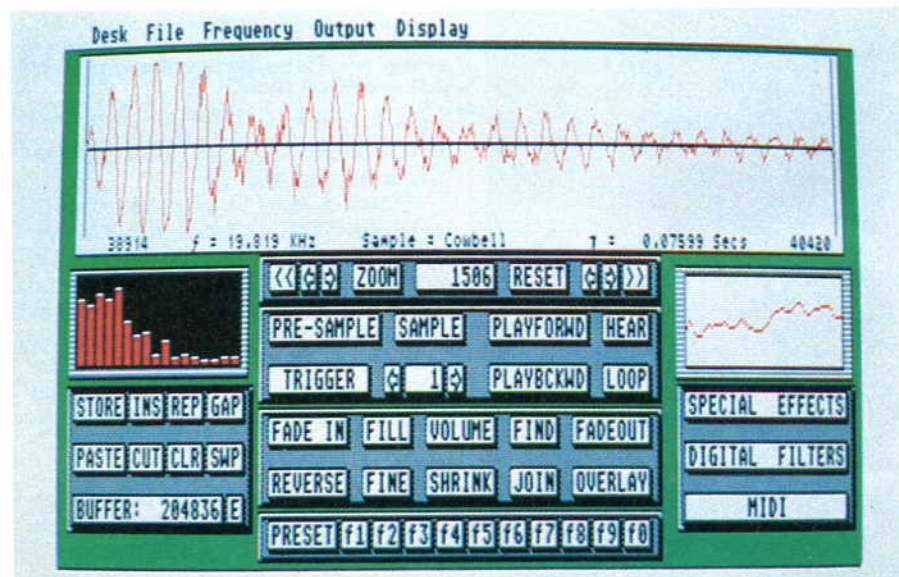 Desk File Frequency Output Display
38914 f = 19.819 KHz Sample = Cowbell T = 0.07599 Secs 40420
<< ZOOM 1506 RESET >>
PRE-SAMPLE SAMPLE PLAYFORWD HEAR
TRIGGER 1 PLAYBCKWD LOOP
STORE INS REP GAP
PASTE CUT CLR SWP
BUFFER: 204836 E
FADE IN FILL VOLUME FIND FADEOUT
REVERSE FINE SHRINK JOIN OVERLAY
PRESET f1 f2 f3 f4 f5 f6 f7 f8 f9 f0
SPECIAL EFFECTS
DIGITAL FILTERS
MIDI